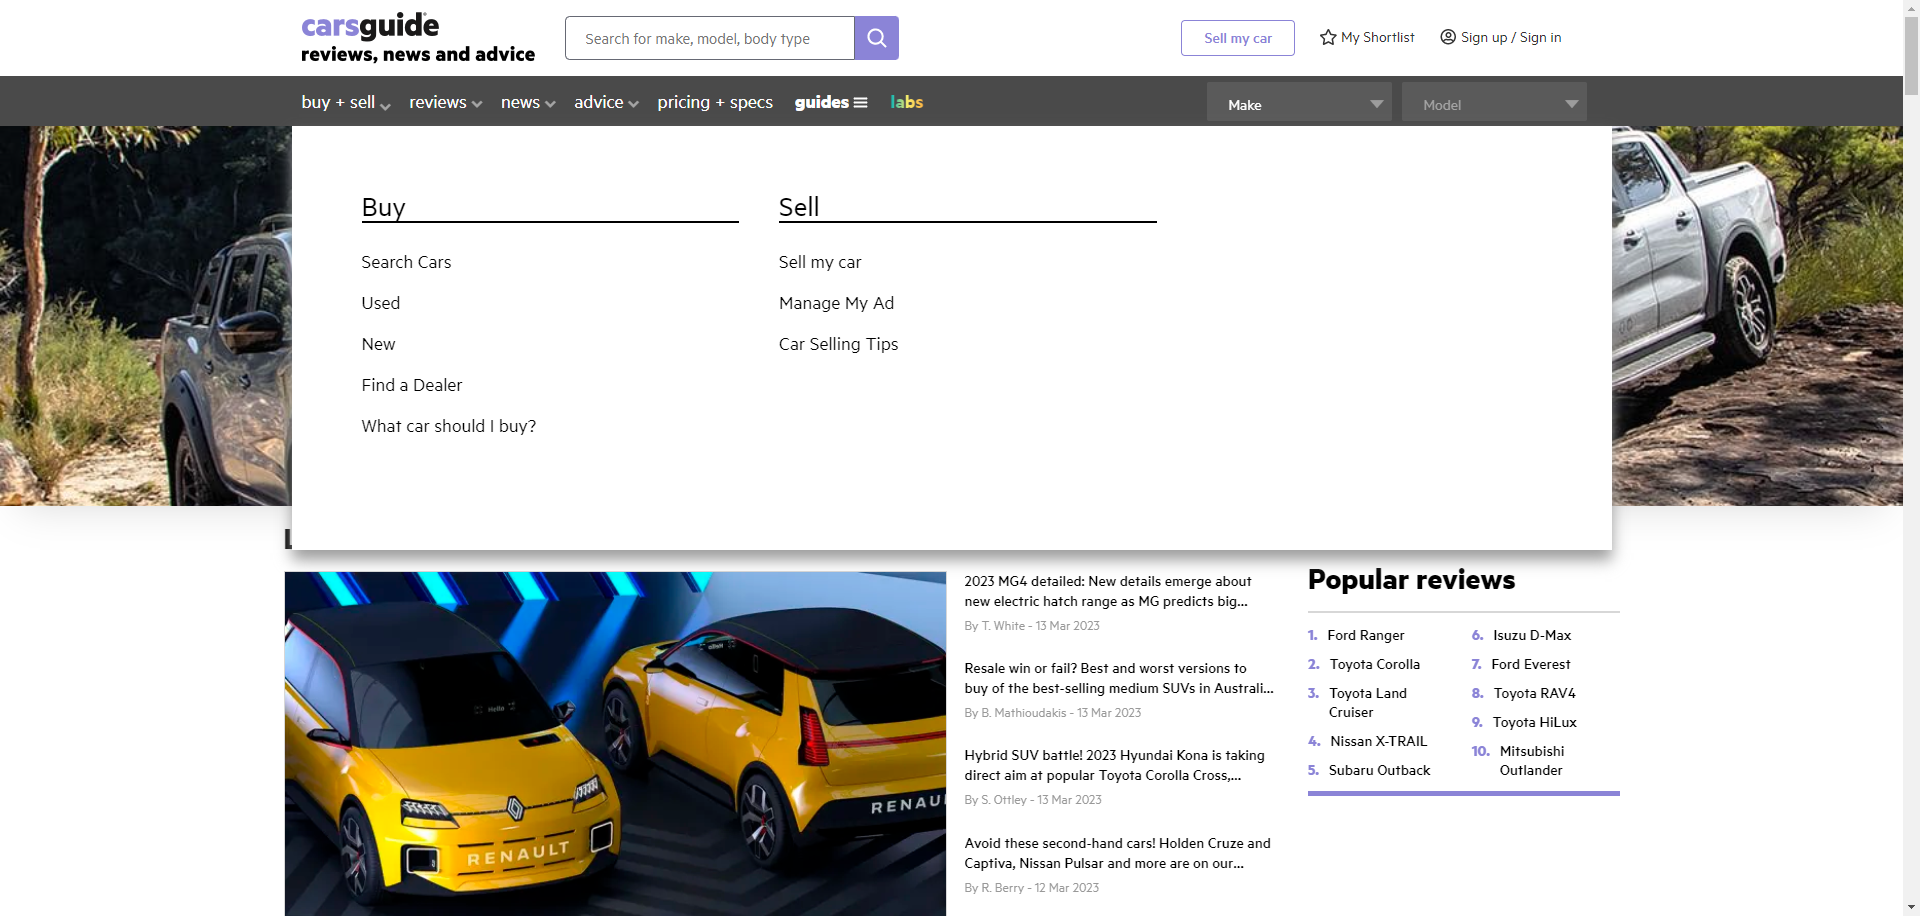 carsguide
reviews, news and advice
Search for make, model, body type
Sell my car
My Shortlist
Sign up / Sign in
buy + sell
reviews
news
advice
pricing + specs
guides
labs
Make
Model
Buy
Search Cars
Used
New
Find a Dealer
What car should I buy?
Sell
Sell my car
Manage My Ad
Car Selling Tips
Hello
RENAULT
RENAU
2023 MG4 detailed: New details emerge about
new electric hatch range as MG predicts big...
By T. White - 13 Mar 2023
Resale win or fail? Best and worst versions to
buy of the best-selling medium SUVs in Australi...
By B. Mathioudakis - 13 Mar 2023
Hybrid SUV battle! 2023 Hyundai Kona is taking
direct aim at popular Toyota Corolla Cross,...
By S. Ottley - 13 Mar 2023
Avoid these second-hand cars! Holden Cruze and
Captiva, Nissan Pulsar and more are on our...
By R. Berry - 12 Mar 2023
Popular reviews
1. Ford Ranger
2. Toyota Corolla
3. Toyota Land
Cruiser
4. Nissan X-TRAIL
5. Subaru Outback
6. Isuzu D-Max
7. Ford Everest
8. Toyota RAV4
9. Toyota HiLux
10. Mitsubishi
Outlander